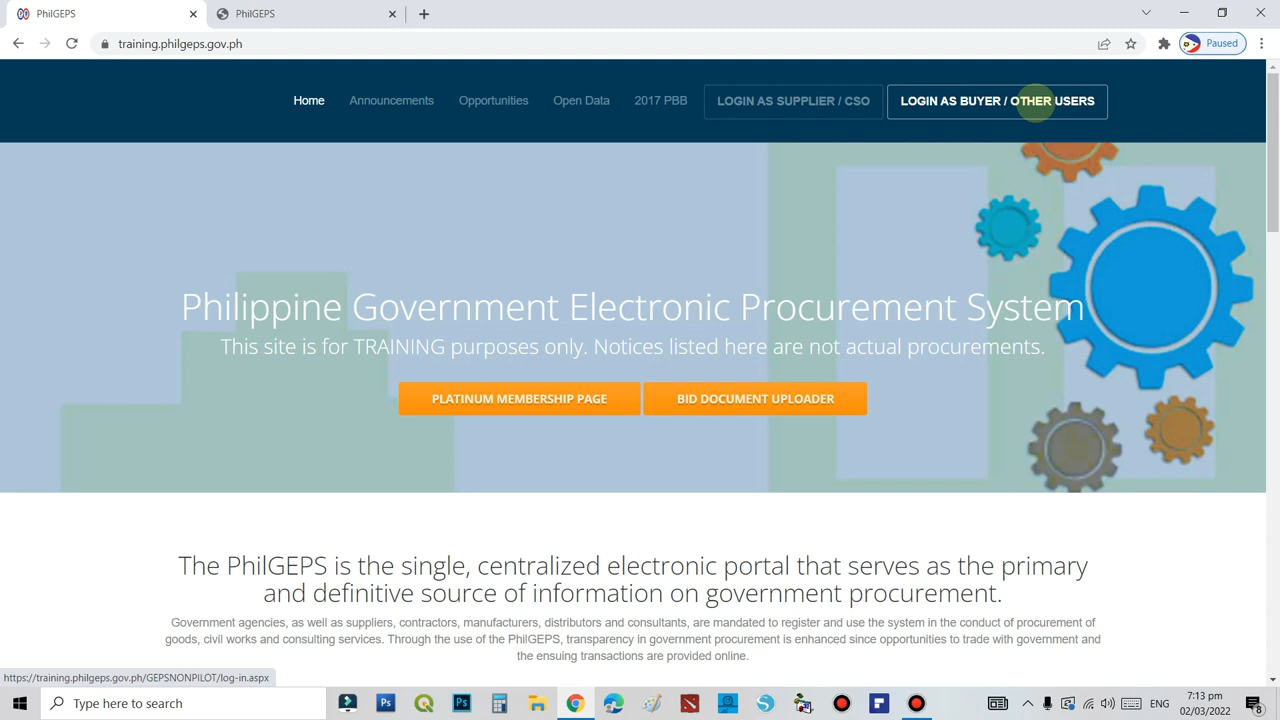 PhilGEPS
PhilGEPS
training.philgeps.gov.ph
Paused
Home
Announcements
Opportunities
Open Data
2017 PBB
LOGIN AS SUPPLIER / CSO
LOGIN AS BUYER / OTHER USERS
Philippine Government Electronic Procurement System
This site is for TRAINING purposes only. Notices listed here are not actual procurements.
PLATINUM MEMBERSHIP PAGE
BID DOCUMENT UPLOADER
The PhilGEPS is the single, centralized electronic portal that serves as the primary
and definitive source of information on government procurement.
Government agencies, as well as suppliers, contractors, manufacturers, distributors and consultants, are mandated to register and use the system in the conduct of procurement of
goods, civil works and consulting services. Through the use of the PhilGEPS, transparency in government procurement is enhanced since opportunities to trade with government and
the ensuing transactions are provided online.
https://training.philgeps.gov.ph/GEPSNONPILOT/log-in.aspx
Type here to search
Ps
ENG
7:13 pm
02/03/2022
8